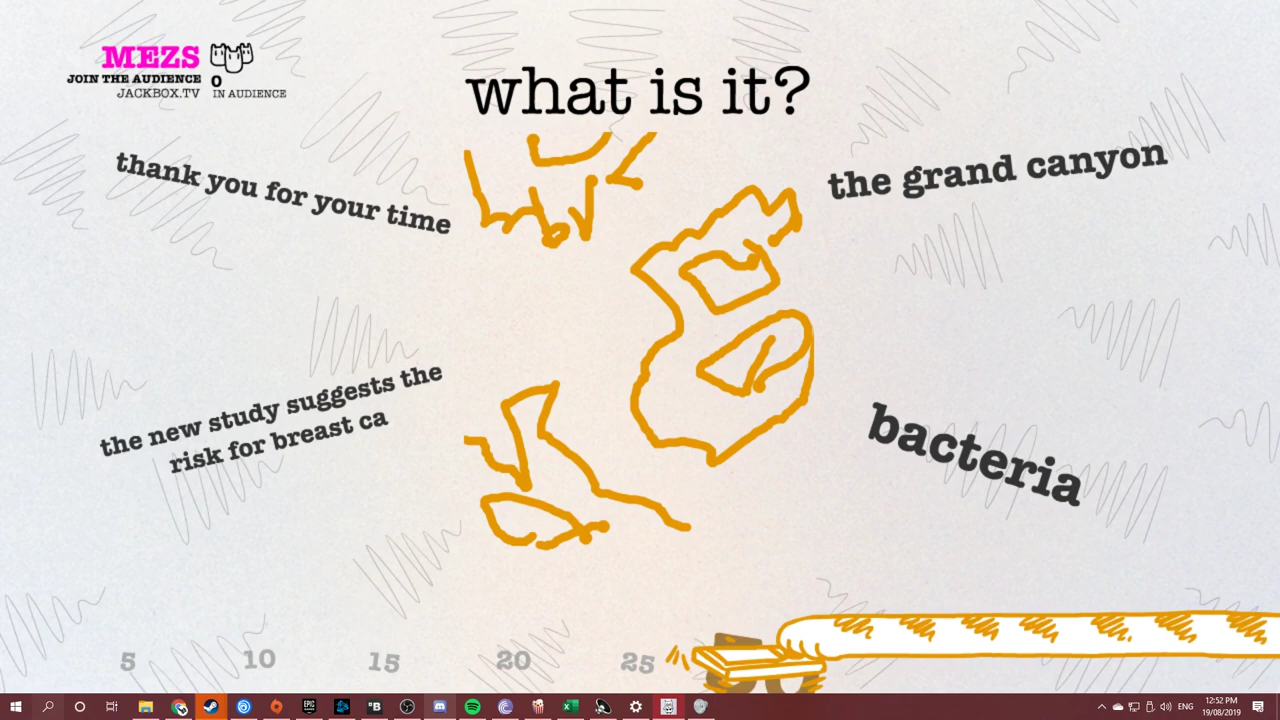 MEZS
JOIN THE AUDIENCE
JACKBOX.TV
0
IN AUDIENCE
what is it?
thank you for your time
the grand canyon
the new study suggests the
risk for breast ca
bacteria
5 10 15 20 25
EPIC
GAMES
B
ENG
12:52 PM
19/08/2019